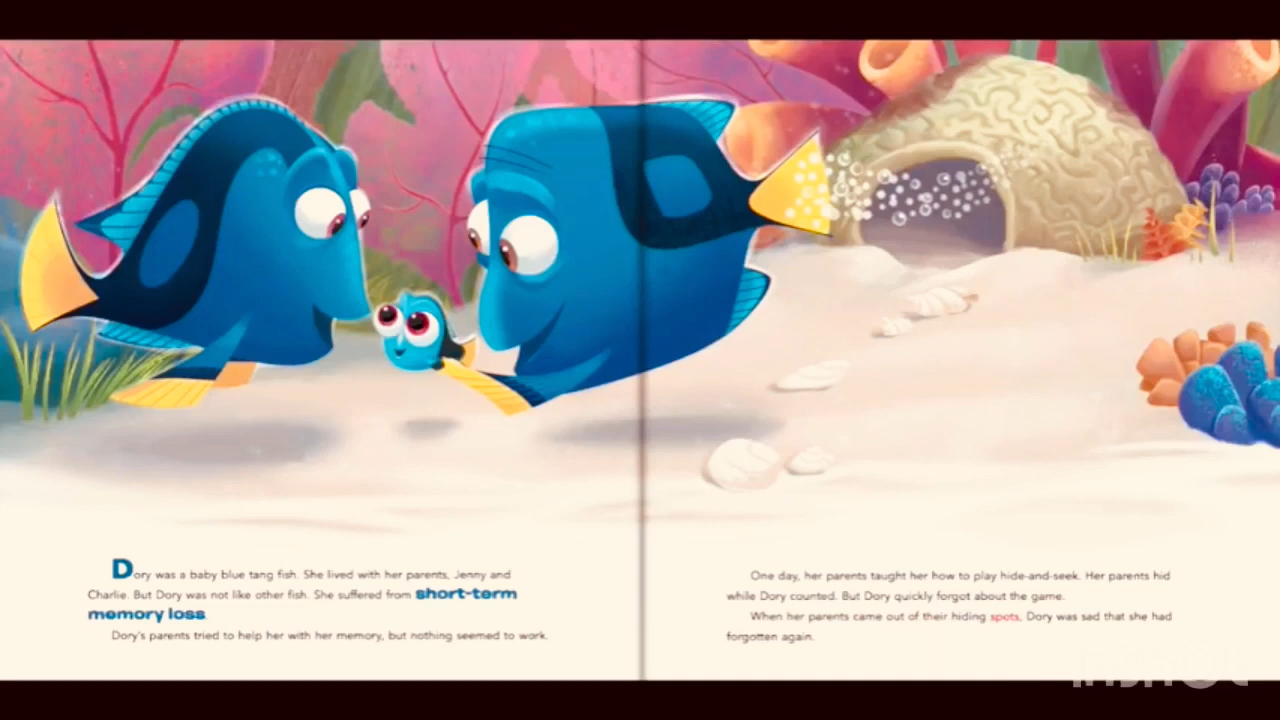 Dory was a baby blue tang fish. She lived with her parents, Jenny and
Charlie. But Dory was not like other fish. She suffered from short-term
memory loss.
Dory's parents tried to help her with her memory, but nothing seemed to work.
One day, her parents taught her how to play hide-and-seek. Her parents hid
while Dory counted. But Dory quickly forgot about the game.
When her parents came out of their hiding spots, Dory was sad that she had
forgotten again.